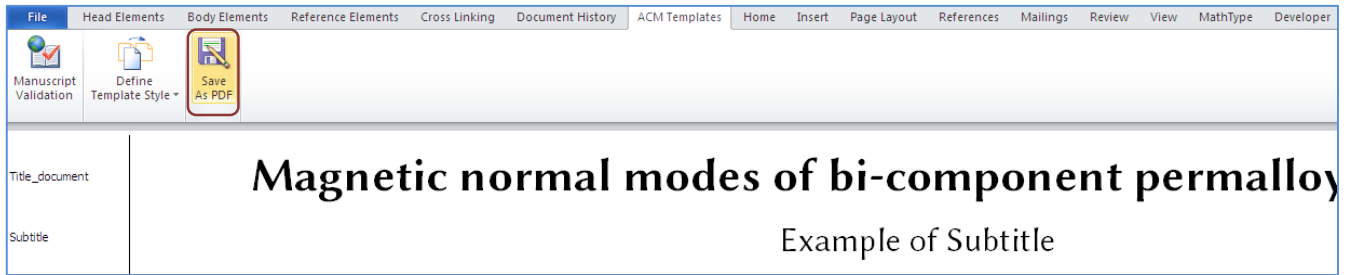 File Head Elements Body Elements Reference Elements Cross Linking Document History ACM Templates Home Insert Page Layout References Mailings Review View MathType Developer
Manuscript Validation
Define Template Style
Save As PDF
Title_document
Magnetic normal modes of bi-component permalloy
Subtitle
Example of Subtitle